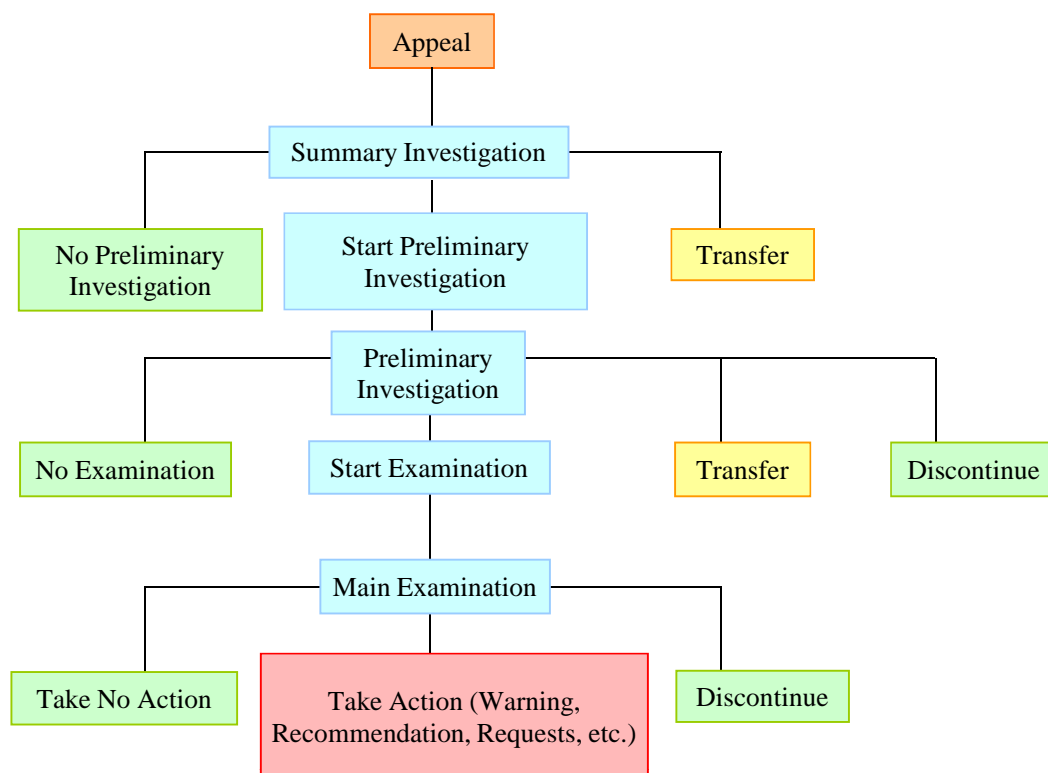 Appeal
Summary Investigation
No Preliminary
Investigation
Start Preliminary
Investigation
Transfer
Preliminary
Investigation
No Examination
Start Examination
Transfer
Discontinue
Main Examination
Take No Action
Take Action (Warning,
Recommendation, Requests, etc.)
Discontinue